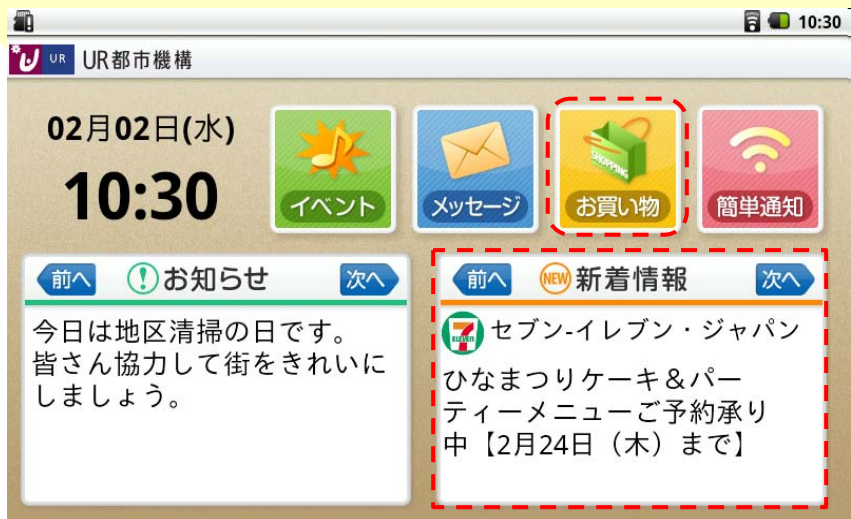 10:30
UR UR都市機構
02月02日(水)
10:30
イベント
メッセージ
SHOPPING
お買い物
簡単通知
前へ
お知らせ
次へ
今日は地区清掃の日です。
皆さん協力して街をきれいに
しましょう。
前へ
NEW 新着情報
次へ
7 ELEVEN セブン-イレブン・ジャパン
ひなまつりケーキ&パー
ティーメニューご予約承り
中【2月24日（木）まで】